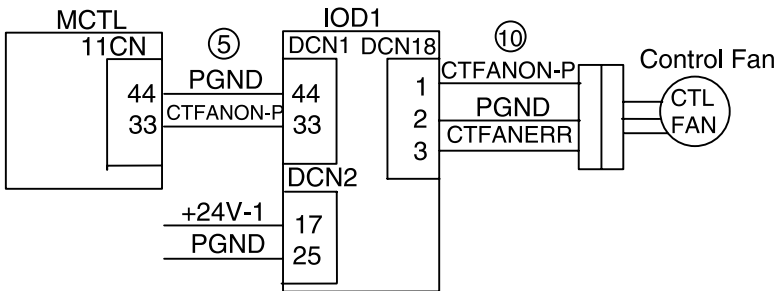 MCTL
IOD1
11CN
⑤
DCN1
DCN18
⑩
Control Fan
44
PGND
44
1
CTFANON-P
33
CTFANON-P
33
2
PGND
CTL
FAN
3
CTFANERR
DCN2
+24V-1
17
PGND
25